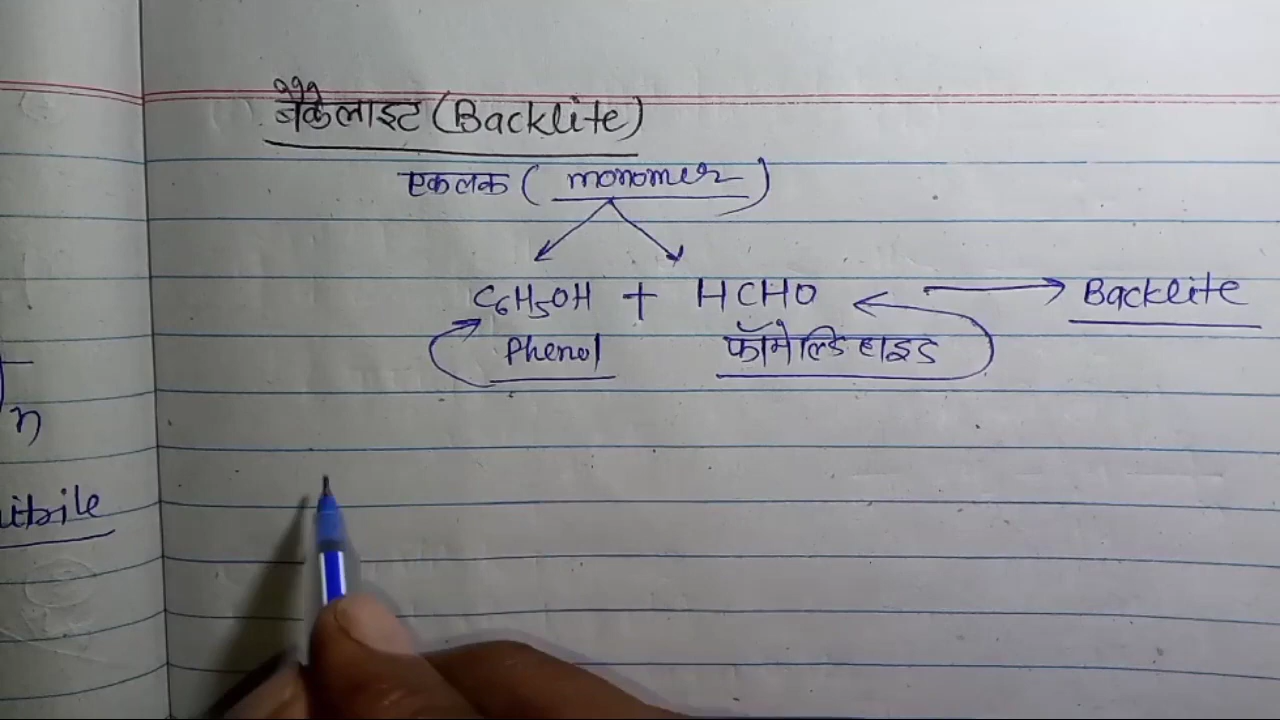 बैकेलाइट (Backlite)
एकलक (monomer)
C6H5OH + HCHO → Backlite
Phenol फॉर्मेल्डिहाइड
n